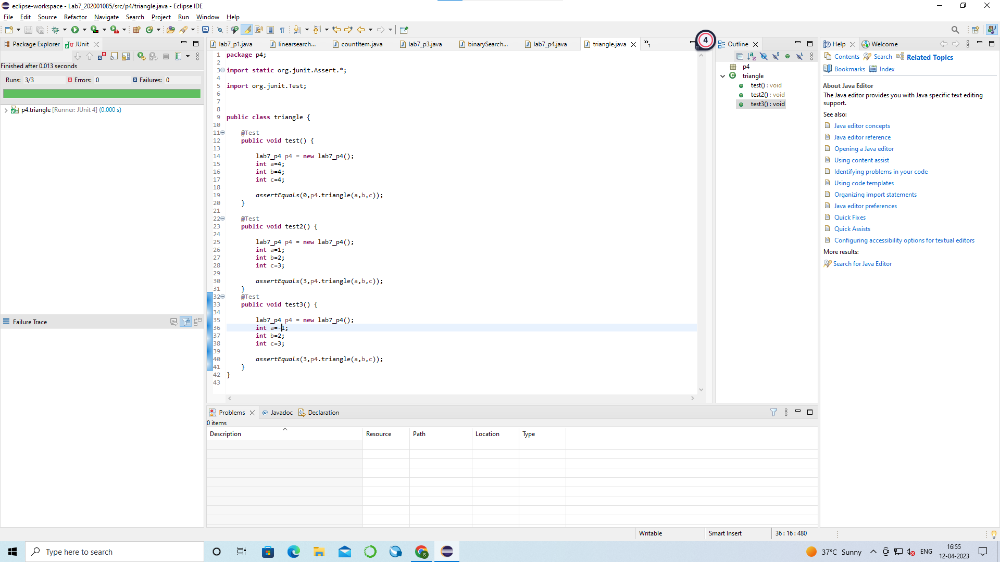 eclipse-workspace - Lab7_202001085/src/p4/triangle.java - Eclipse IDE
File Edit Source Refactor Navigate Search Project Run Window Help
Package Explorer JUnit
Finished after 0.013 seconds
Runs: 3/3 Errors: 0 Failures: 0
p4.triangle [Runner: JUnit 4] (0.000 s)
Failure Trace
lab7_p1.java linearsearch... countItem.java lab7_p3.java binarySearch... lab7_p4.java triangle.java »1
4
1 package p4;
2
3 import static org.junit.Assert.*;
4
5 import org.junit.Test;
6
7
8
9 public class triangle {
10
11 @Test
12 public void test() {
13
14 lab7_p4 p4 = new lab7_p4();
15 int a=4;
16 int b=4;
17 int c=4;
18
19 assertEquals(0,p4.triangle(a,b,c));
20 }
21
22 @Test
23 public void test2() {
24
25 lab7_p4 p4 = new lab7_p4();
26 int a=1;
27 int b=2;
28 int c=3;
29
30 assertEquals(3,p4.triangle(a,b,c));
31 }
32 @Test
33 public void test3() {
34
35 lab7_p4 p4 = new lab7_p4();
36 int a=-1;
37 int b=2;
38 int c=3;
39
40 assertEquals(3,p4.triangle(a,b,c));
41 }
42 }
43
Outline
p4
triangle
test() : void
test2() : void
test3() : void
Help Welcome
Contents Search Related Topics
Bookmarks Index
About Java Editor
The Java editor provides you with Java specific text editing
support.
See also:
Java editor concepts
Java editor reference
Opening a Java editor
Using content assist
Identifying problems in your code
Using code templates
Organizing import statements
Java editor preferences
Quick Fixes
Quick Assists
Configuring accessibility options for textual editors
More results:
Search for Java Editor
Problems @ Javadoc Declaration
0 items
Description Resource Path Location Type
Writable Smart Insert 36 : 16 : 480
Type here to search
37°C Sunny ENG
16:55
12-04-2023